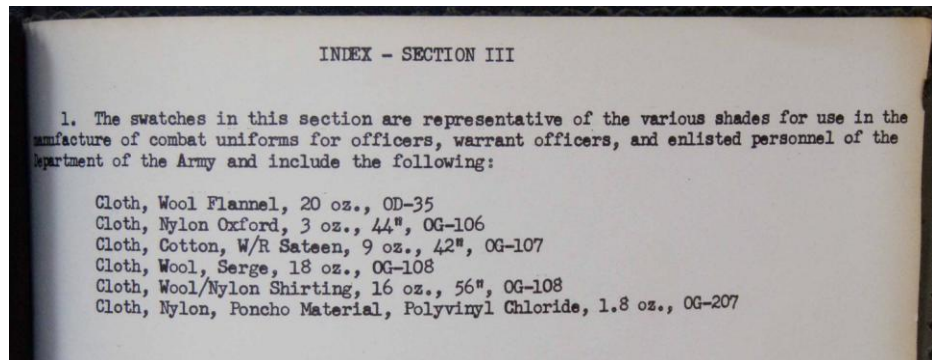 INDEX - SECTION III
1. The swatches in this section are representative of the various shades for use in the
manufacture of combat uniforms for officers, warrant officers, and enlisted personnel of the
Department of the Army and include the following:
Cloth, Wool Flannel, 20 oz., OD-35
Cloth, Nylon Oxford, 3 oz., 44", OG-106
Cloth, Cotton, W/R Sateen, 9 oz., 42", OG-107
Cloth, Wool, Serge, 18 oz., OG-108
Cloth, Wool/Nylon Shirting, 16 oz., 56", OG-108
Cloth, Nylon, Poncho Material, Polyvinyl Chloride, 1.8 oz., OG-207